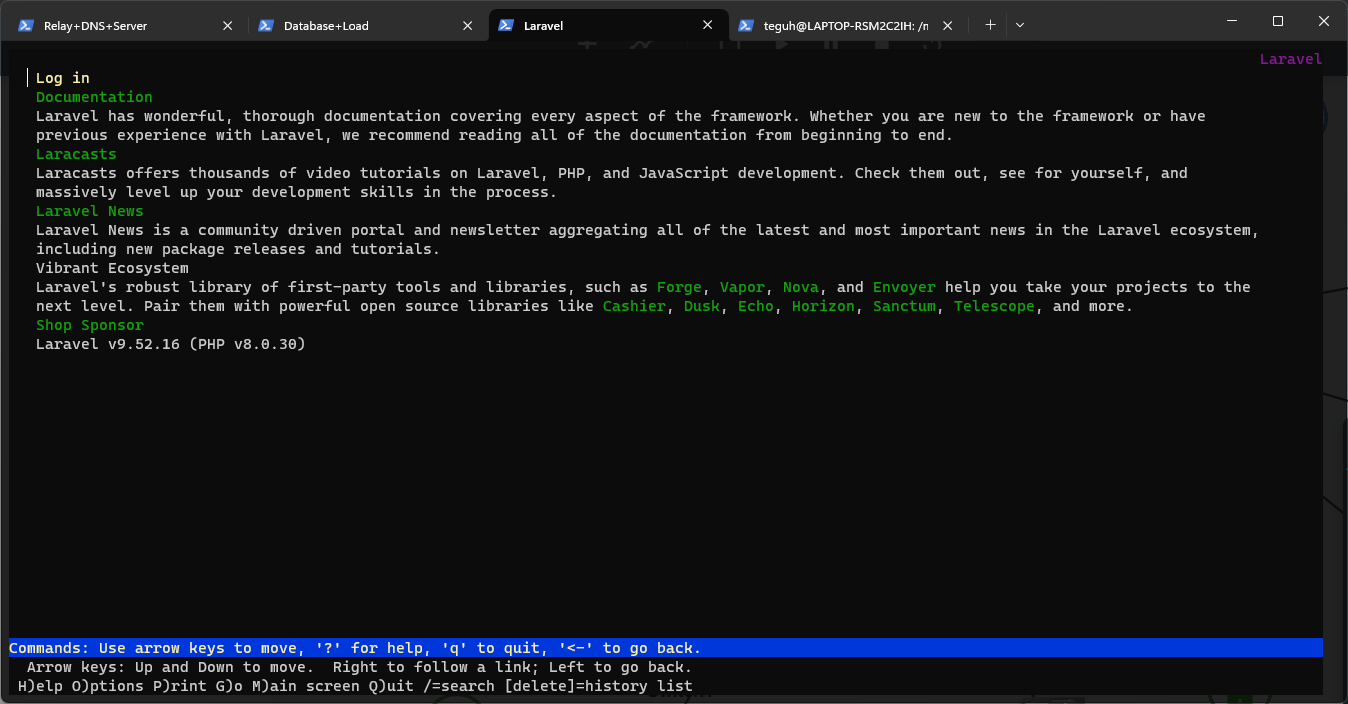 Relay+DNS+Server
Database+Load
Laravel
teguh@LAPTOP-RSM2C2IH: /r
Laravel
Log in
Documentation
Laravel has wonderful, thorough documentation covering every aspect of the framework. Whether you are new to the framework or have
previous experience with Laravel, we recommend reading all of the documentation from beginning to end.
Laracasts
Laracasts offers thousands of video tutorials on Laravel, PHP, and JavaScript development. Check them out, see for yourself, and
massively level up your development skills in the process.
Laravel News
Laravel News is a community driven portal and newsletter aggregating all of the latest and most important news in the Laravel ecosystem,
including new package releases and tutorials.
Vibrant Ecosystem
Laravel's robust library of first-party tools and libraries, such as Forge, Vapor, Nova, and Envoyer help you take your projects to the
next level. Pair them with powerful open source libraries like Cashier, Dusk, Echo, Horizon, Sanctum, Telescope, and more.
Shop Sponsor
Laravel v9.52.16 (PHP v8.0.30)
Commands: Use arrow keys to move, '?' for help, 'q' to quit, '<-' to go back.
Arrow keys: Up and Down to move.  Right to follow a link; Left to go back.
H)elp O)ptions P)rint G)o M)ain screen Q)uit /=search [delete]=history list